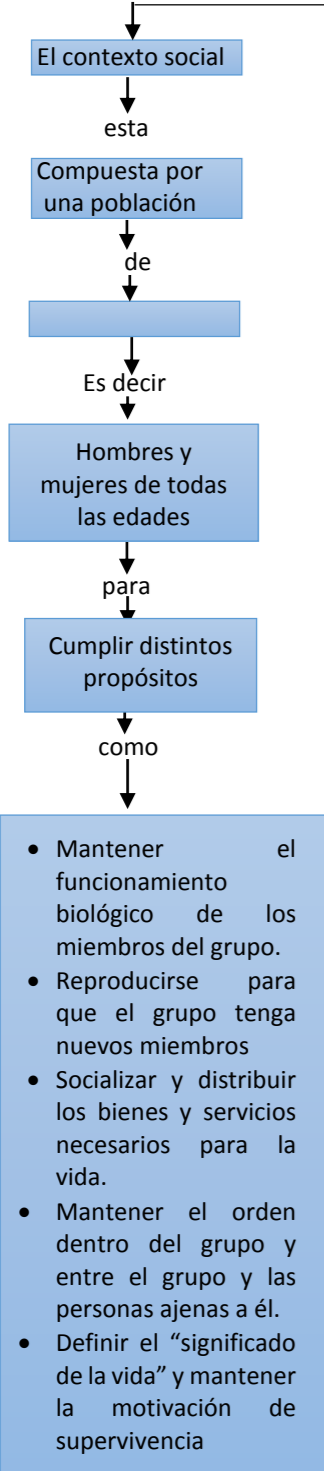 El contexto social
esta
Compuesta por
una población
de
Es decir
Hombres y
mujeres de todas
las edades
para
Cumplir distintos
propósitos
como
• Mantener el
funcionamiento
biológico de los
miembros del grupo.
• Reproducirse para
que el grupo tenga
nuevos miembros
• Socializar y distribuir
los bienes y servicios
necesarios para la
vida.
• Mantener el orden
dentro del grupo y
entre el grupo y las
personas ajenas a él.
• Definir el “significado
de la vida” y mantener
la motivación de
supervivencia